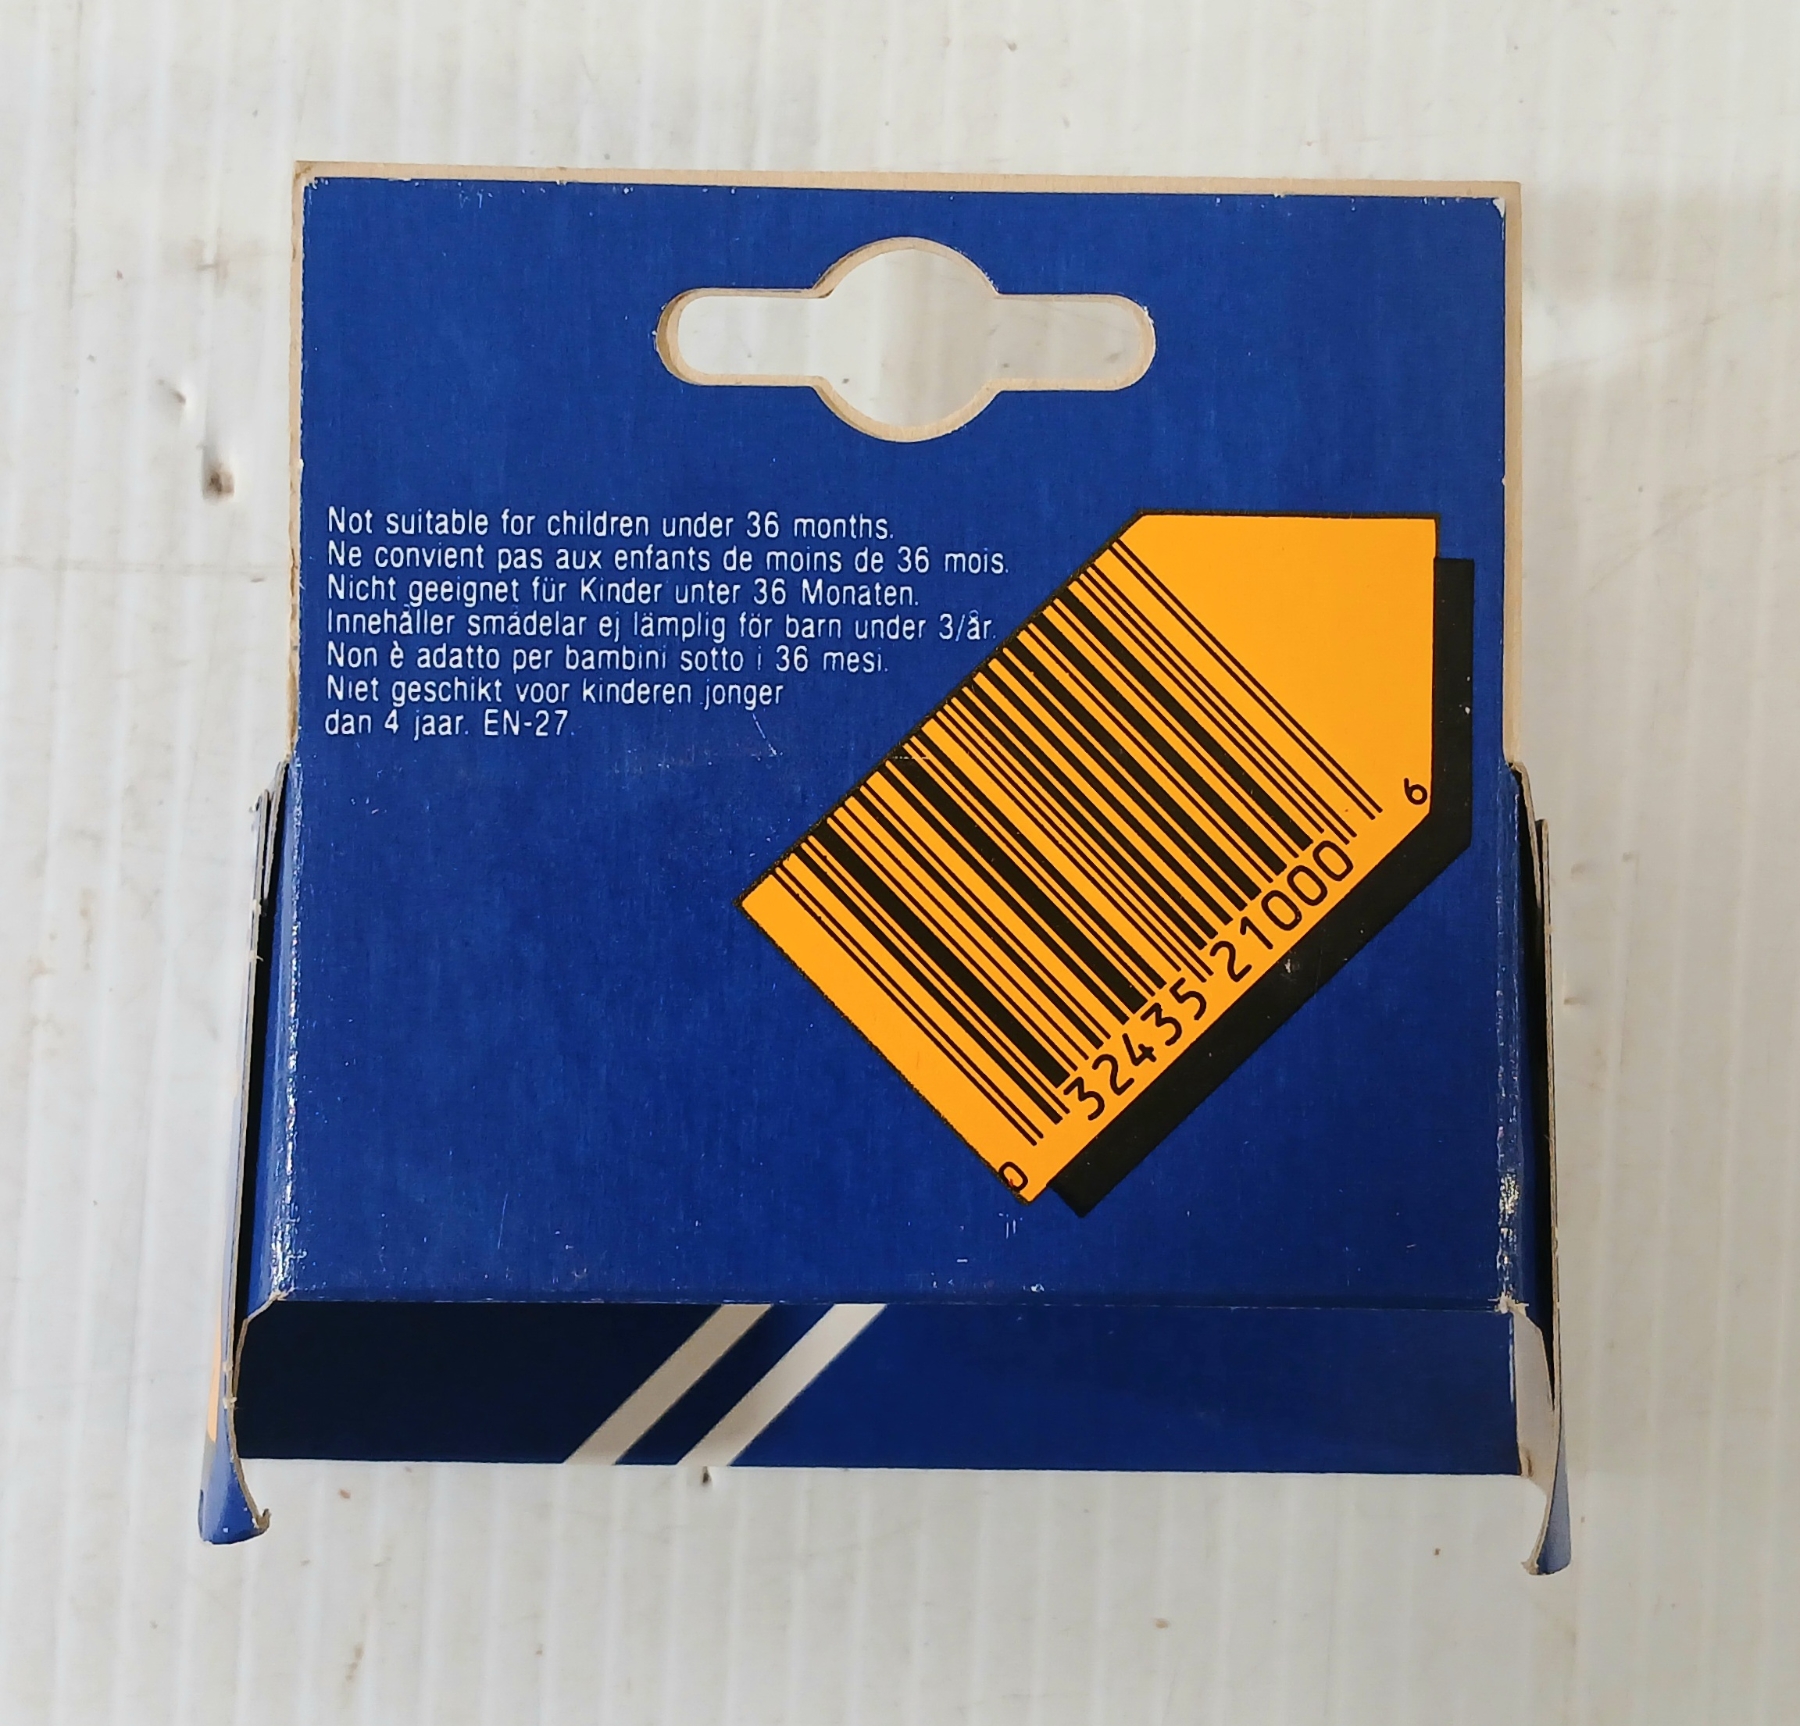 Not suitable for children under 36 months.
Ne convient pas aux enfants de moins de 36 mois.
Nicht geeignet für Kinder unter 36 Monaten.
Innehåller smådelar ej lämplig för barn under 3/år.
Non è adatto per bambini sotto i 36 mesi.
Niet geschikt voor kinderen jonger
dan 4 jaar. EN-27
0 32435 21000 6